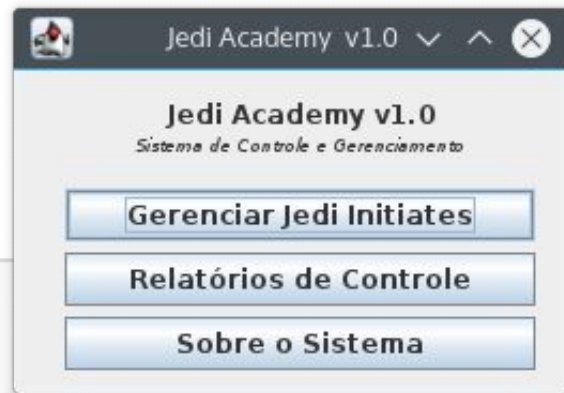 Jedi Academy v1.0
Jedi Academy v1.0
Sistema de Controle e Gerenciamento
Gerenciar Jedi Initiates
Relatórios de Controle
Sobre o Sistema